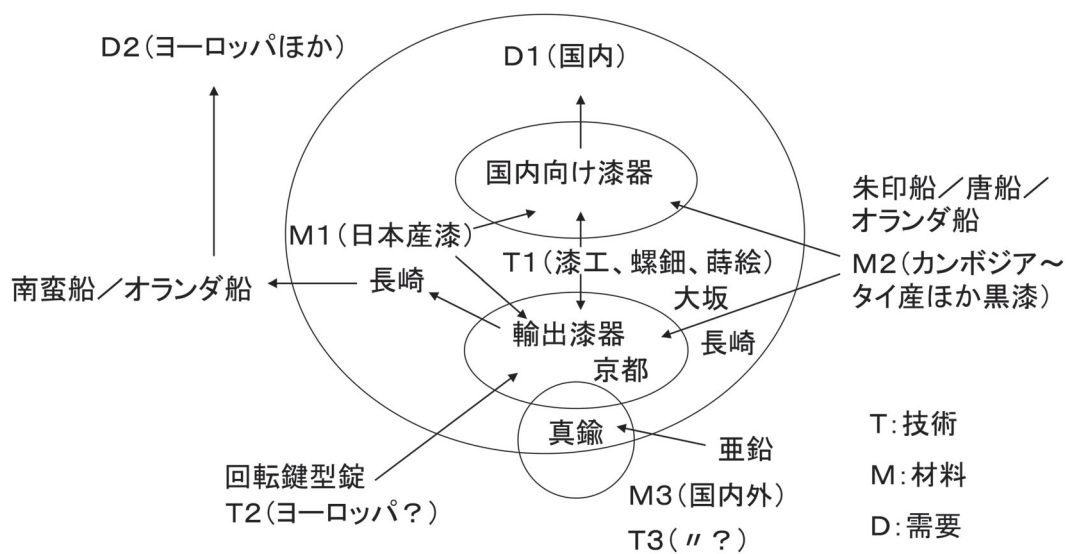 D2(ヨーロッパほか)
D1(国内)
国内向け漆器
朱印船／唐船／
オランダ船
M1(日本産漆)
T1(漆工、螺鈿、蒔絵)
M2(カンボジア〜
タイ産ほか黒漆)
南蛮船／オランダ船
長崎
大坂
輸出漆器
長崎
京都
真鍮
亜鉛
回転鍵型錠
T2(ヨーロッパ？)
M3(国内外)
T3(〃？)
T：技術
M：材料
D：需要